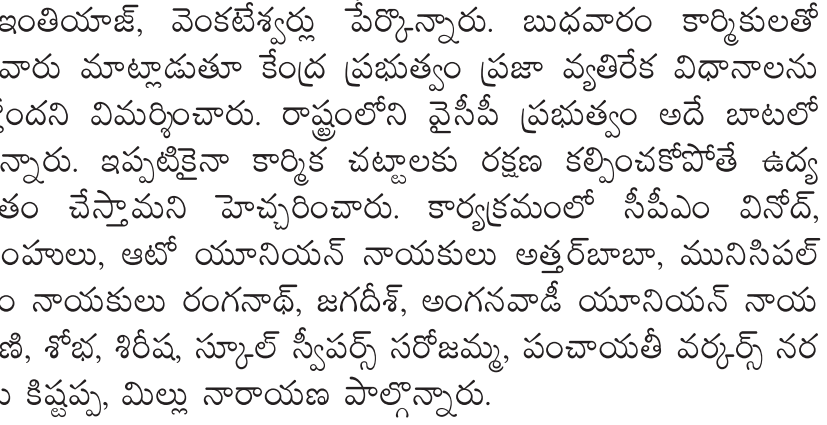 ఇంతియాజ్, వెంకటేశ్వర్లు పేర్కొన్నారు. బుధవారం కార్మికులతో
వారు మాట్లాడుతూ కేంద్ర ప్రభుత్వం ప్రజా వ్యతిరేక విధానాలను
విమర్శించారు. రాష్ట్రంలోని వైసీపీ ప్రభుత్వం అదే బాటలో
న్నారు. ఇప్పటికైనా కార్మిక చట్టాలకు రక్షణ కల్పించకోపోతే ఉద్య
తం చేస్తామని హెచ్చరించారు. కార్యక్రమంలో సీపీఎం వినోద్,
ంహులు, ఆటో యూనియన్ నాయకులు అత్తర్‌బాబా, మునిసిపల్
నాయకులు రంగనాథ్, జగదీశ్, అంగనవాడీ యూనియన్ నాయ
ణి, శోభ, శిరీష, స్కూల్ స్వీపర్స్ సరోజమ్మ, పంచాయతీ వర్కర్స్ నర
కిష్టప్ప, మిల్లు నారాయణ పాల్గొన్నారు.